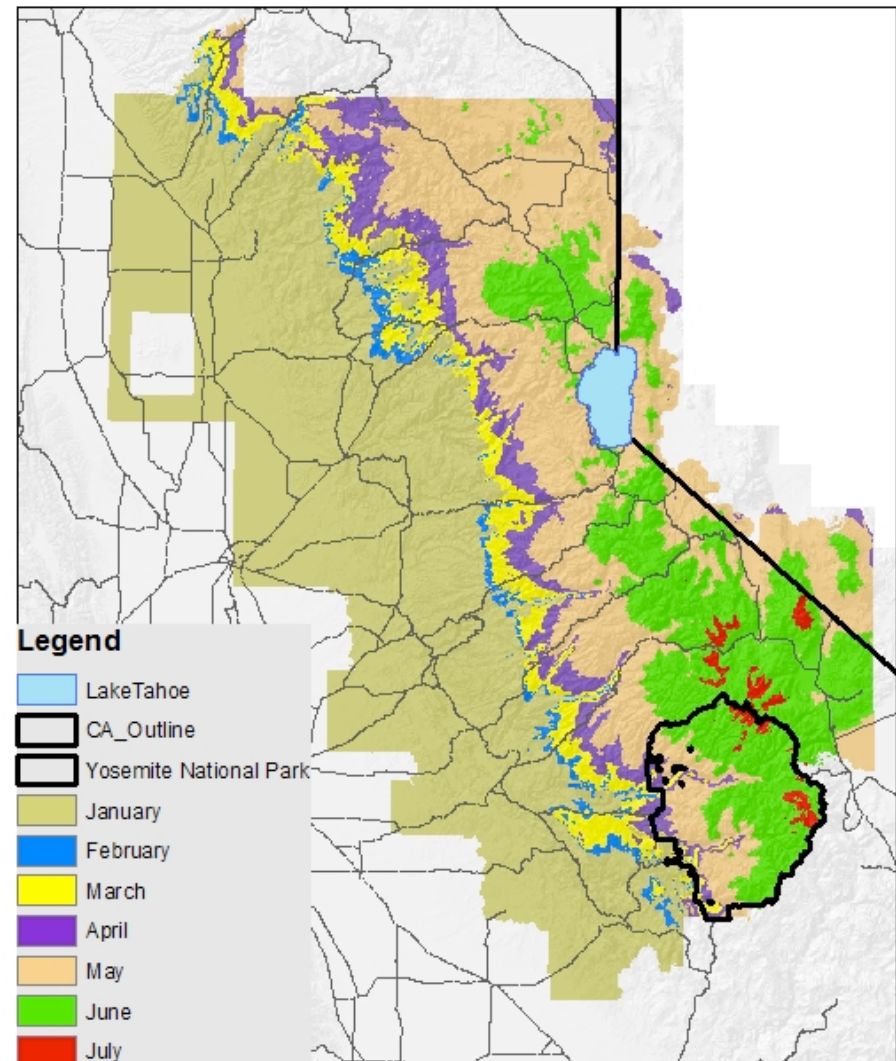 Legend
LakeTahoe
CA_Outline
Yosemite National Park
January
February
March
April
May
June
July